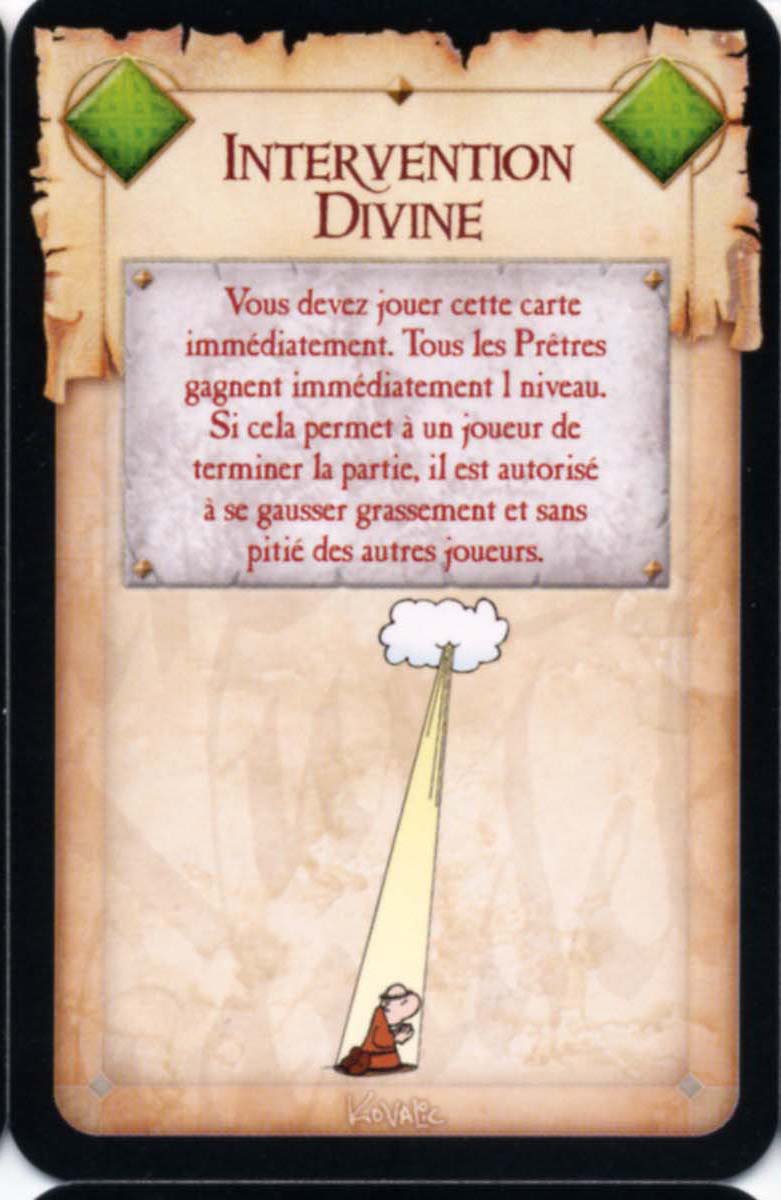 INTERVENTION
DIVINE
Vous devez jouer cette carte
immédiatement. Tous les Prêtres
gagnent immédiatement 1 niveau.
Si cela permet à un joueur de
terminer la partie, il est autorisé
à se gausser grassement et sans
pitié des autres joueurs.
KOVALIC